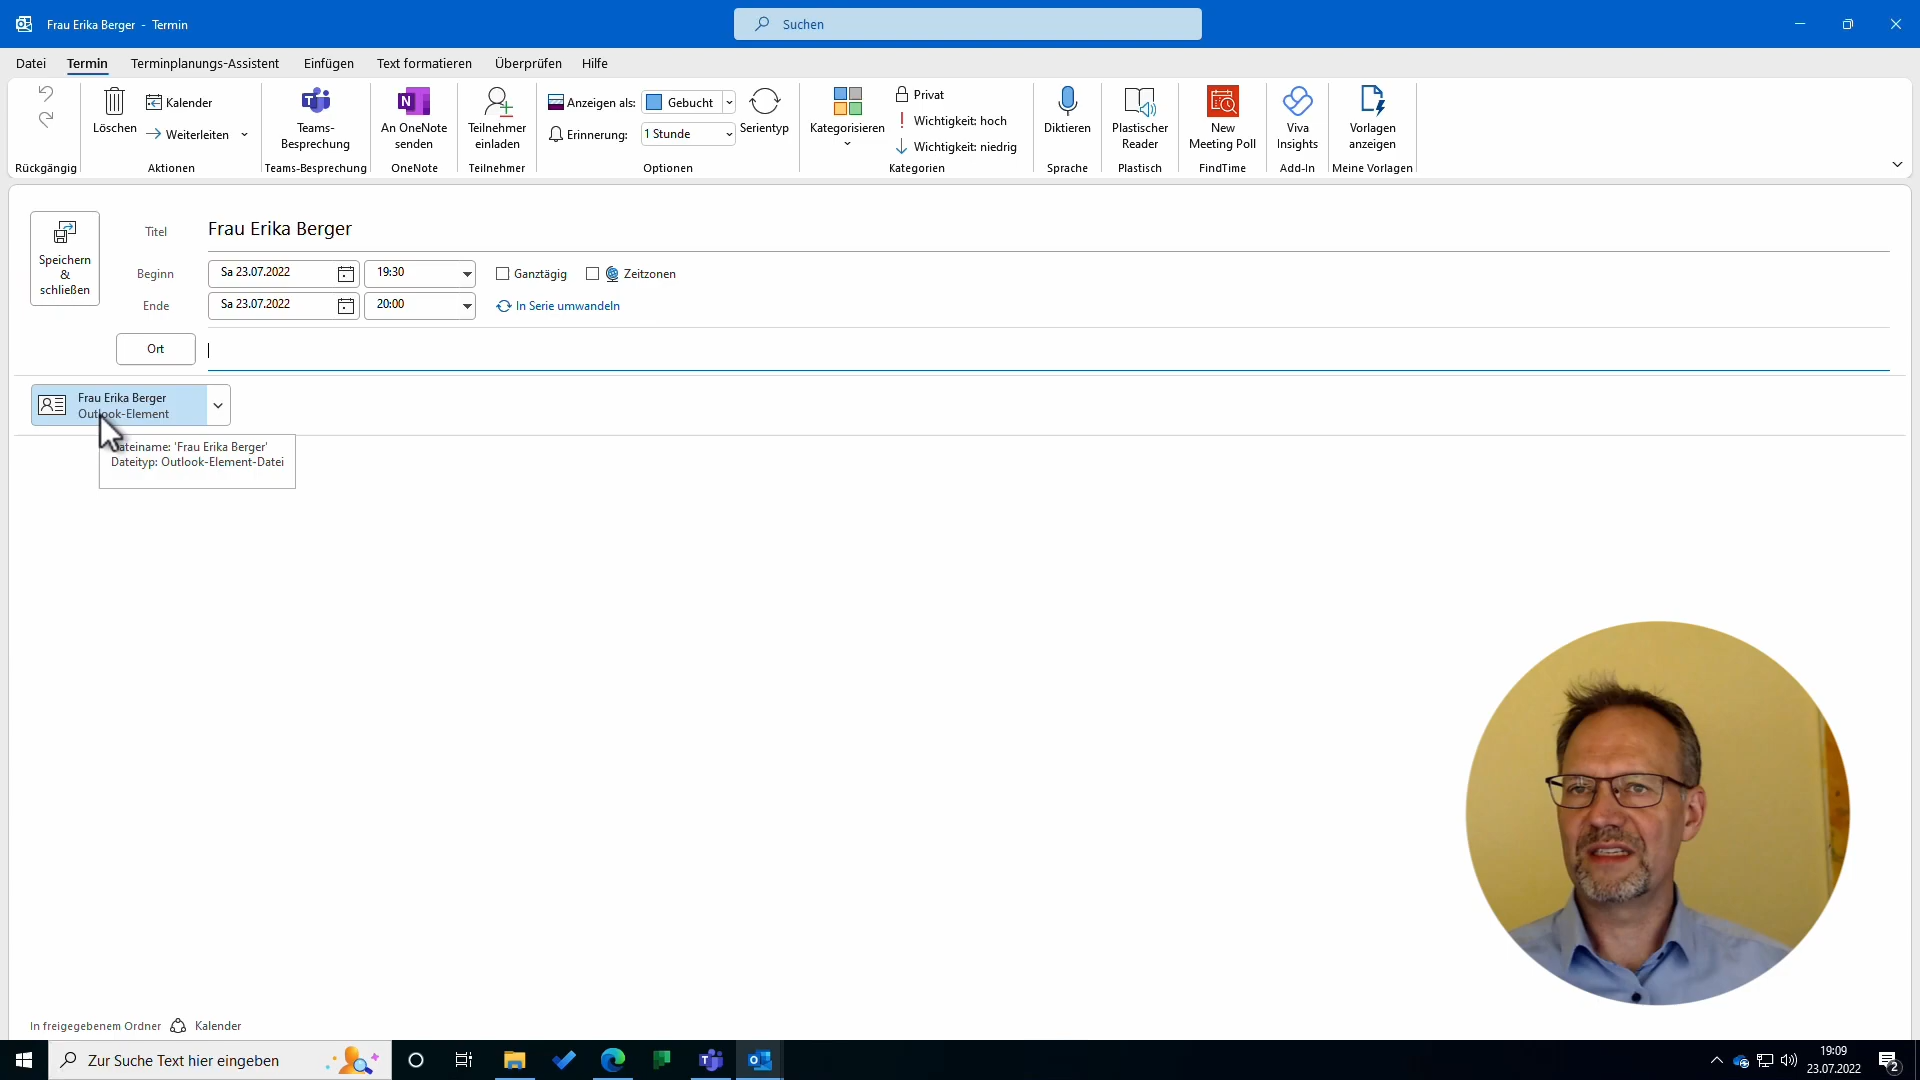 Frau Erika Berger - Termin
Suchen
Datei Termin Terminplanungs-Assistent Einfügen Text formatieren Überprüfen Hilfe
Rückgängig
Löschen
Kalender
Weiterleiten
Aktionen
Teams-
Besprechung
Teams-Besprechung
An OneNote
senden
OneNote
Teilnehmer
einladen
Teilnehmer
Anzeigen als: Gebucht
Erinnerung: 1 Stunde
Serientyp
Optionen
Kategorisieren
Privat
Wichtigkeit: hoch
Wichtigkeit: niedrig
Kategorien
Diktieren
Sprache
Plastischer
Reader
Plastisch
New
Meeting Poll
FindTime
Viva
Insights
Add-In
Vorlagen
anzeigen
Meine Vorlagen
Speichern
&
schließen
Titel Frau Erika Berger
Beginn Sa 23.07.2022 19:30 Ganztägig Zeitzonen
Ende Sa 23.07.2022 20:00 In Serie umwandeln
Ort
Frau Erika Berger
Outlook-Element
ateiname: 'Frau Erika Berger'
Dateityp: Outlook-Element-Datei
In freigegebenem Ordner Kalender
Zur Suche Text hier eingeben
19:09
23.07.2022
2